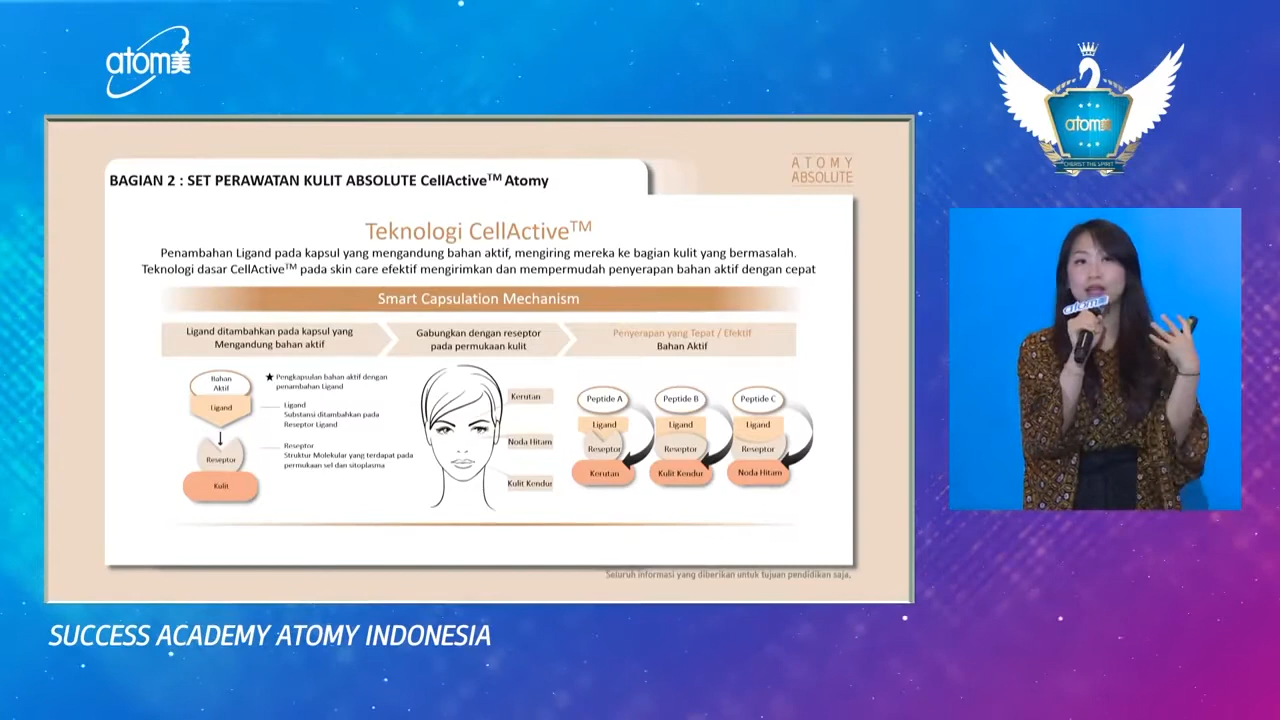 atom美
atom美
CHERIST THE SPIRIT
ATOMY
ABSOLUTE
BAGIAN 2 : SET PERAWATAN KULIT ABSOLUTE CellActive™ Atomy
Teknologi CellActive™
Penambahan Ligand pada kapsul yang mengandung bahan aktif, mengiring mereka ke bagian kulit yang bermasalah.
Teknologi dasar CellActive™ pada skin care efektif mengirimkan dan mempermudah penyerapan bahan aktif dengan cepat
Smart Capsulation Mechanism
Ligand ditambahkan pada kapsul yang
Mengandung bahan aktif
Gabungkan dengan reseptor
pada permukaan kulit
Penyerapan yang Tepat / Efektif
Bahan Aktif
Bahan
Aktif
Ligand
Reseptor
Kulit
★ Pengkapsulan bahan aktif dengan
penambahan Ligand
Ligand
Substansi ditambahkan pada
Reseptor Ligand
Reseptor
Struktur Molekular yang terdapat pada
permukaan sel dan sitoplasma
Kerutan
Noda Hitam
Kulit Kendur
Peptide A
Ligand
Reseptor
Kerutan
Peptide B
Ligand
Reseptor
Kulit Kendur
Peptide C
Ligand
Reseptor
Noda Hitam
Seluruh informasi yang diberikan untuk tujuan pendidikan saja.
atom美
SUCCESS ACADEMY ATOMY INDONESIA